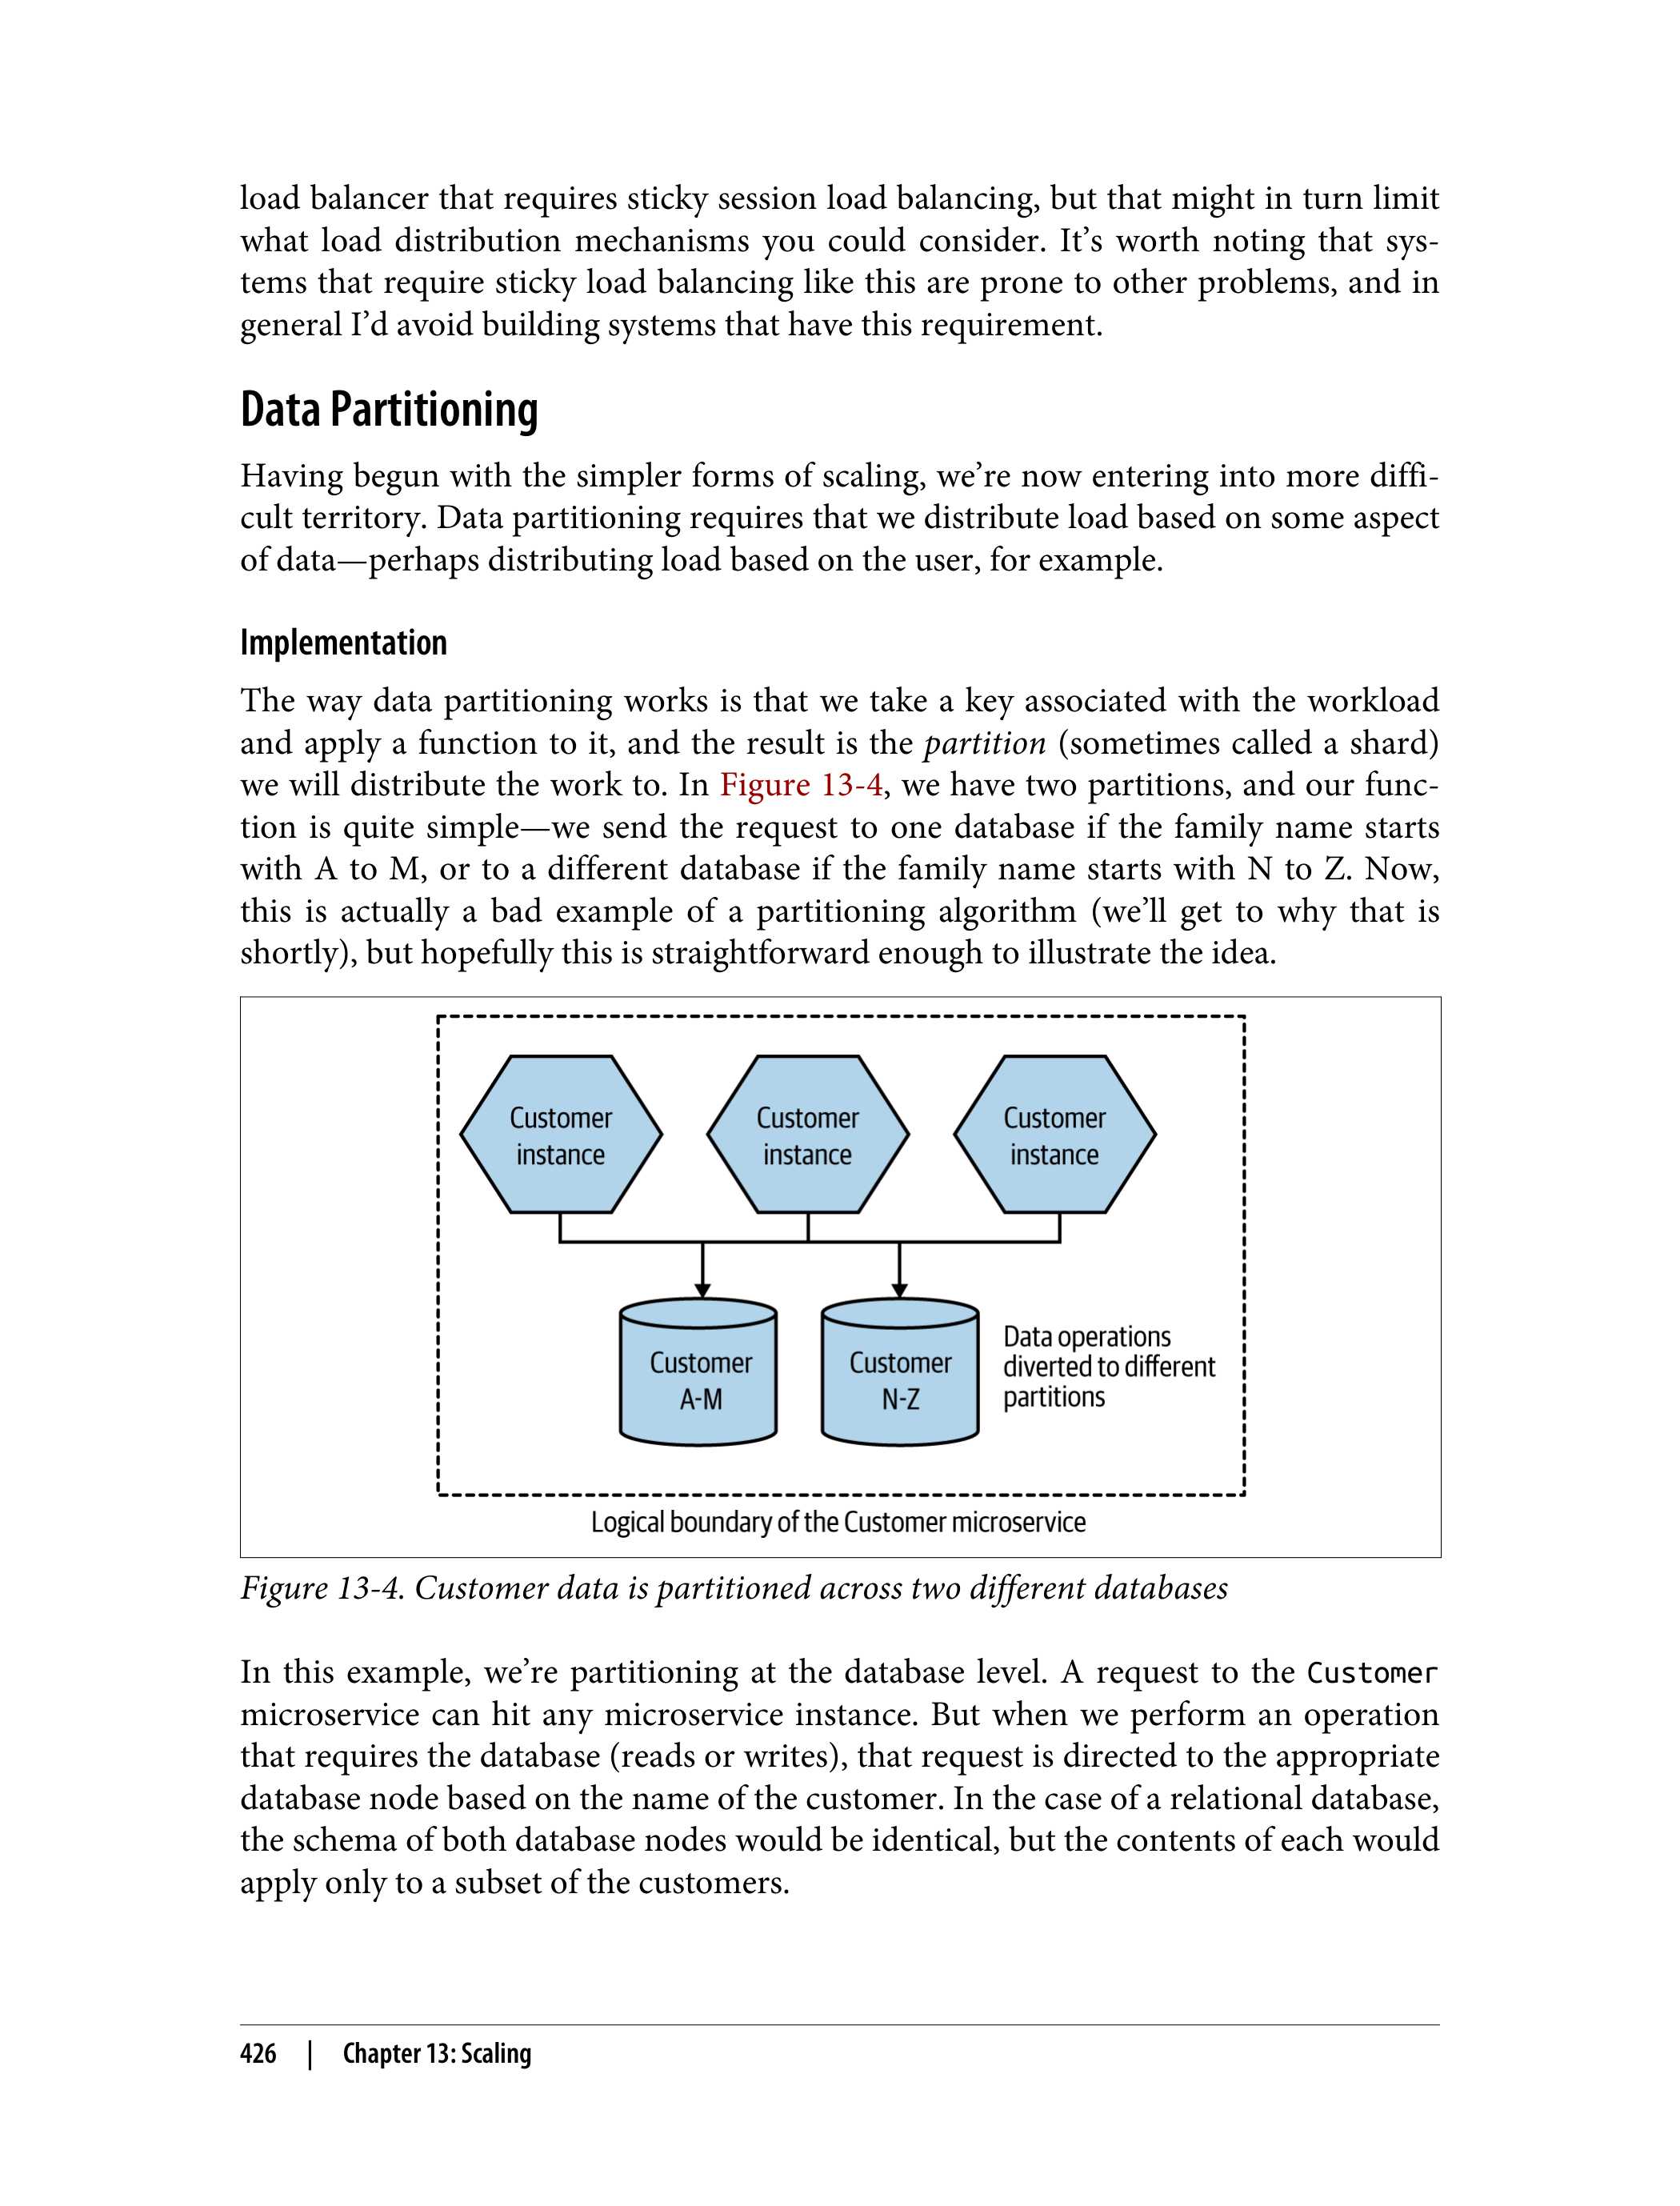 load balancer that requires sticky session load balancing, but that might in turn limit
what load distribution mechanisms you could consider. It’s worth noting that sys-
tems that require sticky load balancing like this are prone to other problems, and in
general I’d avoid building systems that have this requirement.
Data Partitioning
Having begun with the simpler forms of scaling, we’re now entering into more diffi-
cult territory. Data partitioning requires that we distribute load based on some aspect
of data—perhaps distributing load based on the user, for example.
Implementation
The way data partitioning works is that we take a key associated with the workload
and apply a function to it, and the result is the partition (sometimes called a shard)
we will distribute the work to. In Figure 13-4, we have two partitions, and our func-
tion is quite simple—we send the request to one database if the family name starts
with A to M, or to a different database if the family name starts with N to Z. Now,
this is actually a bad example of a partitioning algorithm (we’ll get to why that is
shortly), but hopefully this is straightforward enough to illustrate the idea.
Customer
instance
Customer
instance
Customer
instance
Customer
A-M
Customer
N-Z
Data operations
diverted to different
partitions
Logical boundary of the Customer microservice
Figure 13-4. Customer data is partitioned across two different databases
In this example, we’re partitioning at the database level. A request to the Customer
microservice can hit any microservice instance. But when we perform an operation
that requires the database (reads or writes), that request is directed to the appropriate
database node based on the name of the customer. In the case of a relational database,
the schema of both database nodes would be identical, but the contents of each would
apply only to a subset of the customers.
426 | Chapter 13: Scaling